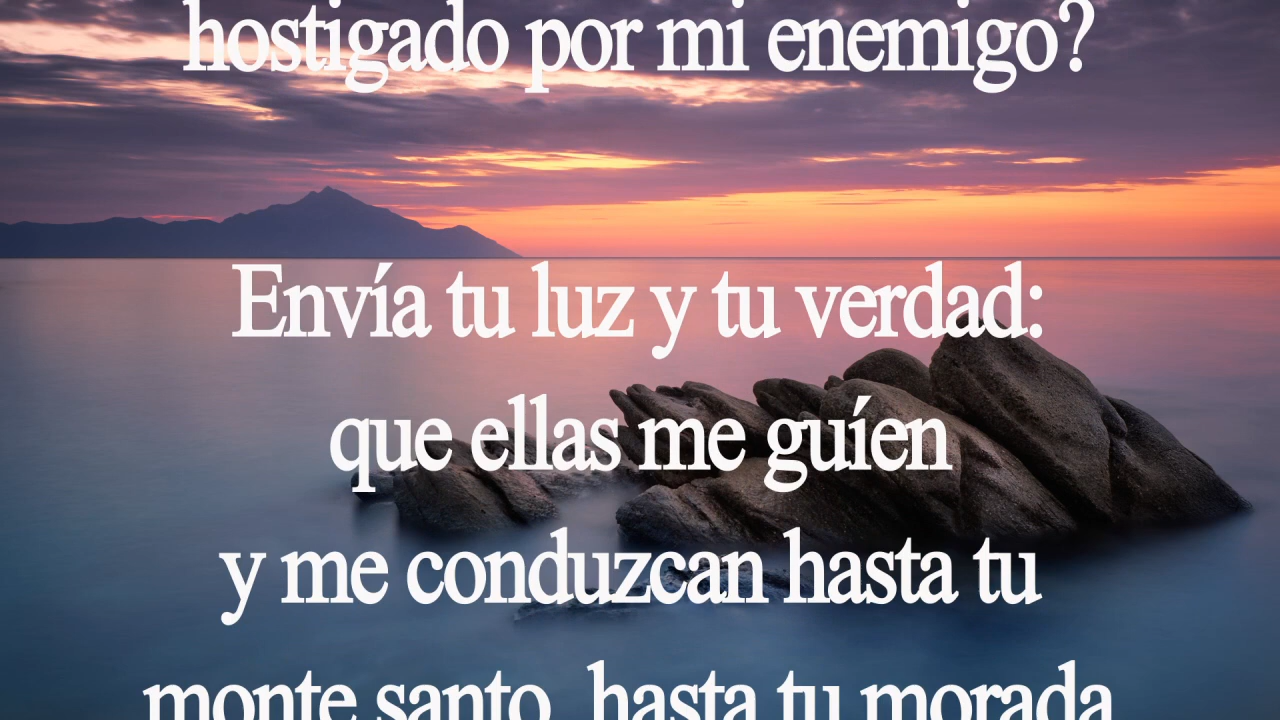 hostigado por mi enemigo?
Envía tu luz y tu verdad:
que ellas me guíen
y me conduzcan hasta tu
monte santo, hasta tu morada